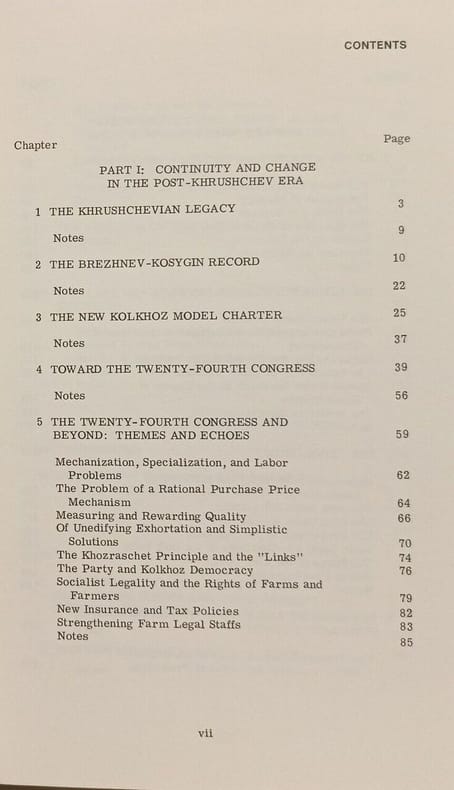 CONTENTS
Chapter Page
PART I: CONTINUITY AND CHANGE
IN THE POST-KHRUSHCHEV ERA
1 THE KHRUSHCHEVIAN LEGACY 3
Notes 9
2 THE BREZHNEV-KOSYGIN RECORD 10
Notes 22
3 THE NEW KOLKHOZ MODEL CHARTER 25
Notes 37
4 TOWARD THE TWENTY-FOURTH CONGRESS 39
Notes 56
5 THE TWENTY-FOURTH CONGRESS AND
BEYOND: THEMES AND ECHOES 59
Mechanization, Specialization, and Labor
Problems 62
The Problem of a Rational Purchase Price
Mechanism 64
Measuring and Rewarding Quality 66
Of Unedifying Exhortation and Simplistic
Solutions 70
The Khozraschet Principle and the "Links" 74
The Party and Kolkhoz Democracy 76
Socialist Legality and the Rights of Farms and
Farmers 79
New Insurance and Tax Policies 82
Strengthening Farm Legal Staffs 83
Notes 85
vii